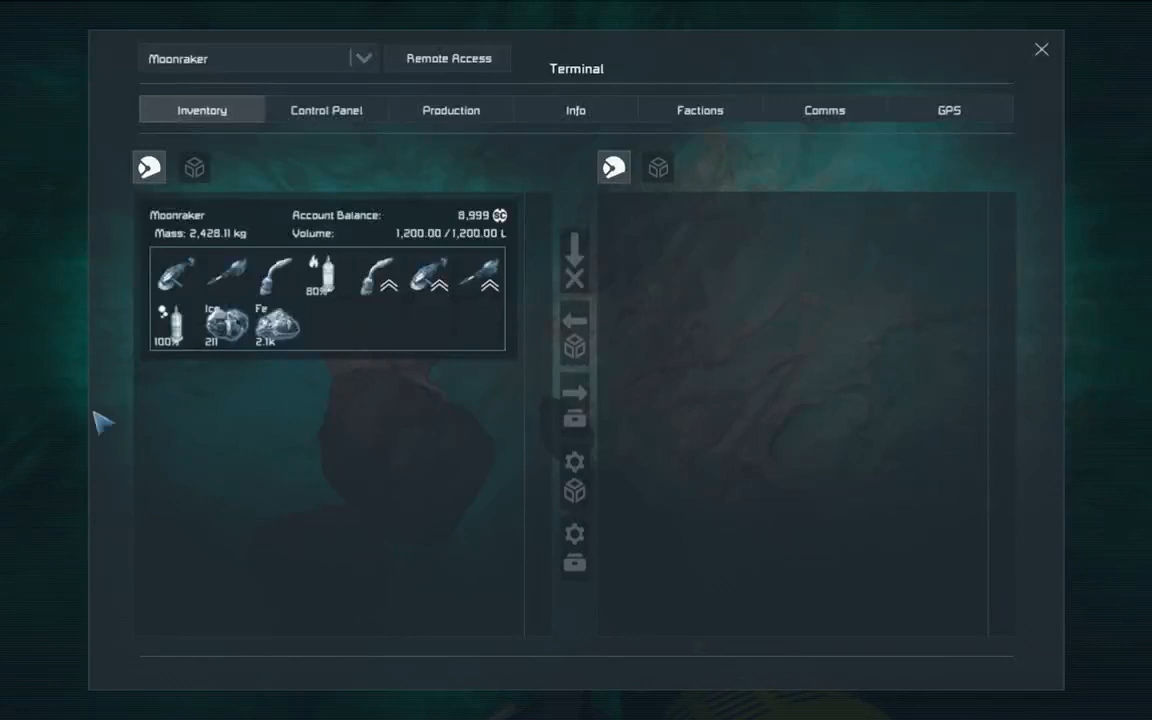 Moonraker
Remote Access
Terminal
Inventory
Control Panel
Production
Info
Factions
Comms
GPS
Moonraker
Account Balance: 8,999 SC
Mass: 2,428.11 kg
Volume: 1,200.00 / 1,200.00 L
80%
100%
Ice
211
Fe
2.1k